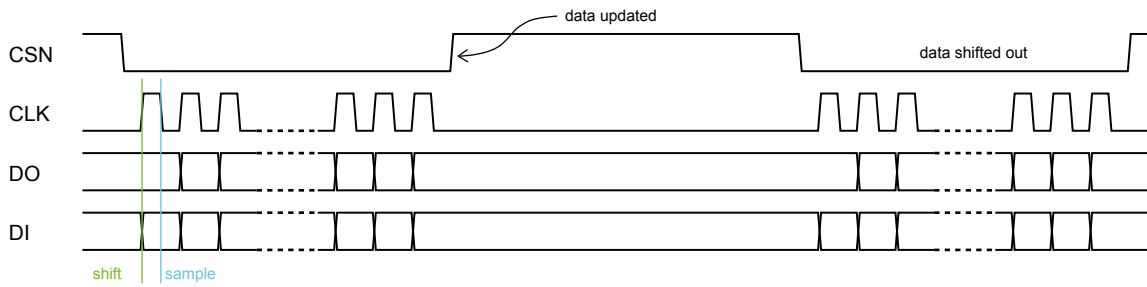 data updated
CSN
data shifted out
CLK
DO
DI
shift
sample